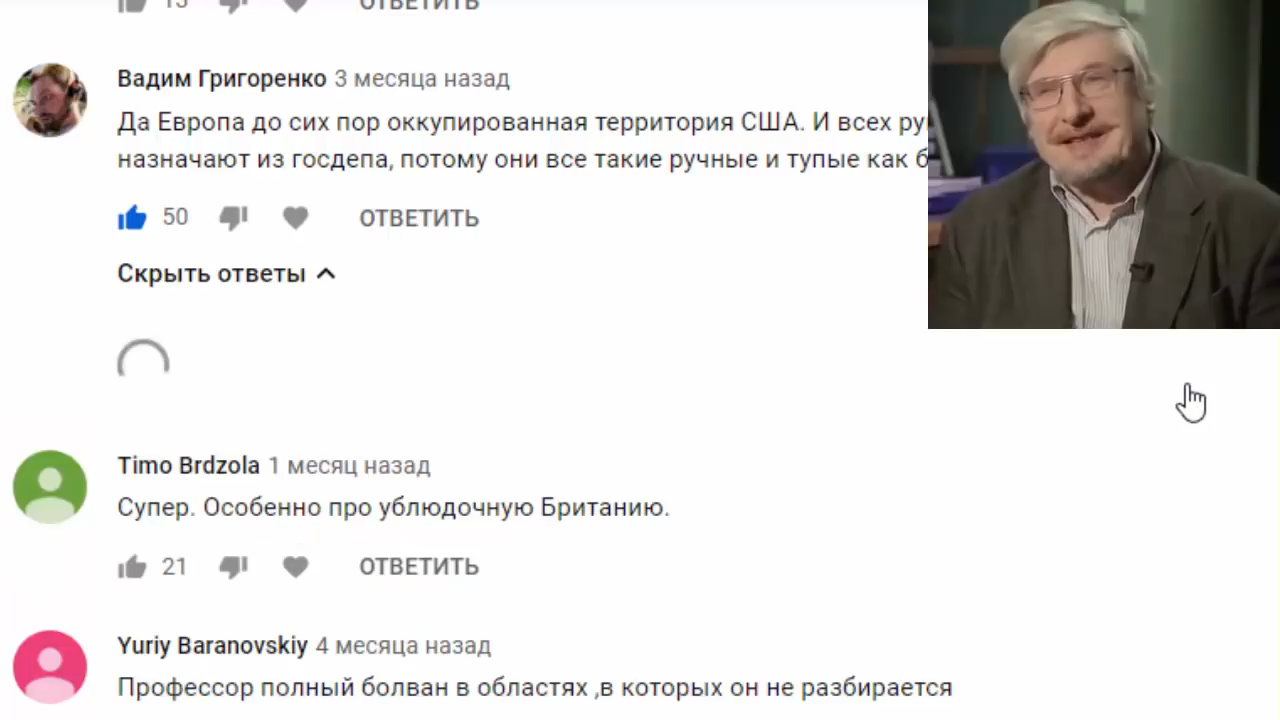 13 ОТВЕТИТЬ
Вадим Григоренко 3 месяца назад
Да Европа до сих пор оккупированная территория США. И всех
назначают из госдепа, потому они все такие ручные и тупые как
50 ОТВЕТИТЬ
Скрыть ответы
Timo Brdzola 1 месяц назад
Супер. Особенно про ублюдочную Британию.
21 ОТВЕТИТЬ
Yuriy Baranovskiy 4 месяца назад
Профессор полный болван в областях ,в которых он не разбирается